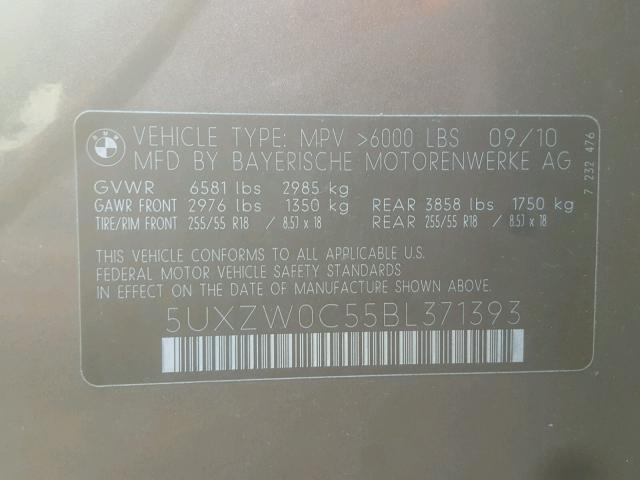 BMW
VEHICLE TYPE: MPV >6000 LBS 09/10
MFD BY BAYERISCHE MOTORENWERKE AG
GVWR 6581 lbs 2985 kg
GAWR FRONT 2976 lbs 1350 kg REAR 3858 lbs 1750 kg
TIRE/RIM FRONT 255/55 R18 / 8.5J x 18 REAR 255/55 R18 / 8.5J x 18
THIS VEHICLE CONFORMS TO ALL APPLICABLE U.S.
FEDERAL MOTOR VEHICLE SAFETY STANDARDS
IN EFFECT ON THE DATE OF MANUFACTURE SHOWN ABOVE.
5UXZW0C55BL371393
7 232 476